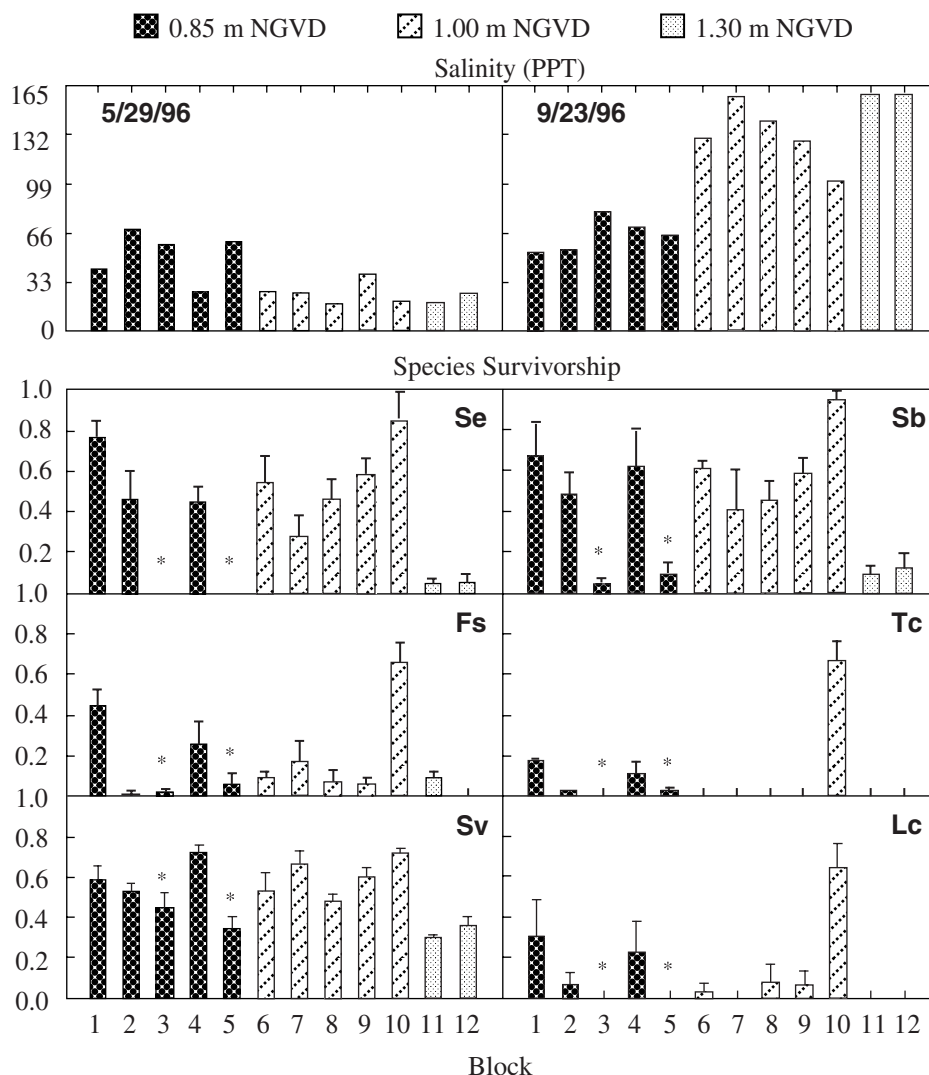 0.85 m NGVD 1.00 m NGVD 1.30 m NGVD
Salinity (PPT)
5/29/96 9/23/96
165
132
99
66
33
0
Species Survivorship
Se Sb
1.0
0.8
0.6
0.4
0.2
* * * *
1.0
Fs Tc
0.8
0.6
0.4
0.2
* * * *
1.0
Sv Lc
0.8
0.6
0.4
0.2
0.0
* * * *
1 2 3 4 5 6 7 8 9 10 11 12 1 2 3 4 5 6 7 8 9 10 11 12
Block